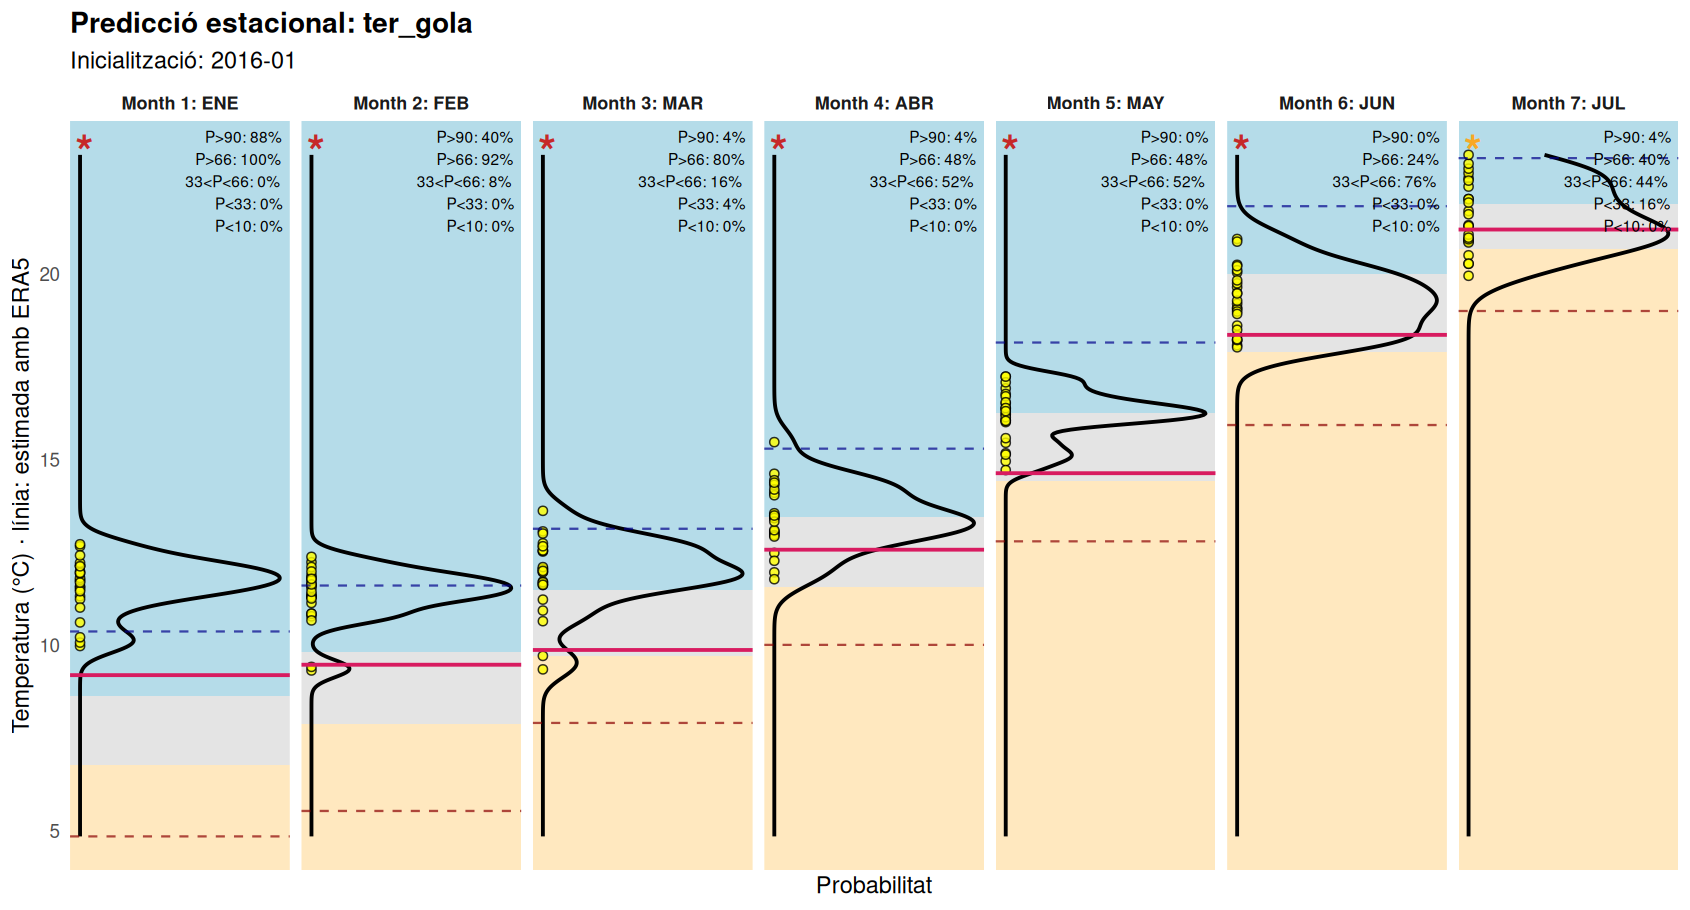 Predicció estacional: ter_gola
Inicialització: 2016-01
Month 1: ENE
Month 2: FEB
Month 3: MAR
Month 4: ABR
Month 5: MAY
Month 6: JUN
Month 7: JUL
P>90: 88%
P>66: 100%
33<P<66: 0%
P<33: 0%
P<10: 0%
P>90: 40%
P>66: 92%
33<P<66: 8%
P<33: 0%
P<10: 0%
P>90: 4%
P>66: 80%
33<P<66: 16%
P<33: 4%
P<10: 0%
P>90: 4%
P>66: 48%
33<P<66: 52%
P<33: 0%
P<10: 0%
P>90: 0%
P>66: 48%
33<P<66: 52%
P<33: 0%
P<10: 0%
P>90: 0%
P>66: 24%
33<P<66: 76%
P<33: 0%
P<10: 0%
P>90: 4%
P>66: 40%
33<P<66: 44%
P<33: 16%
P<10: 0%
20
15
10
5
Temperatura (°C) · línia: estimada amb ERA5
Probabilitat